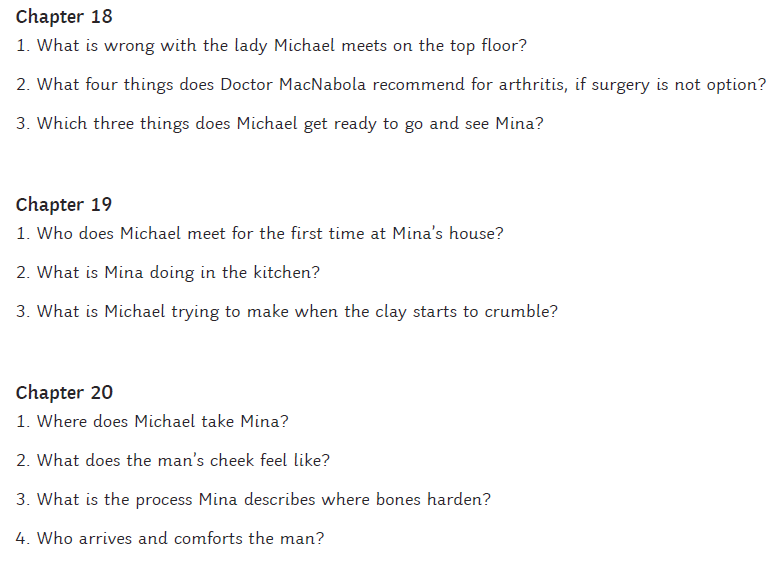 Chapter 18
1. What is wrong with the lady Michael meets on the top floor?
2. What four things does Doctor MacNabola recommend for arthritis, if surgery is not option?
3. Which three things does Michael get ready to go and see Mina?
Chapter 19
1. Who does Michael meet for the first time at Mina's house?
2. What is Mina doing in the kitchen?
3. What is Michael trying to make when the clay starts to crumble?
Chapter 20
1. Where does Michael take Mina?
2. What does the man's cheek feel like?
3. What is the process Mina describes where bones harden?
4. Who arrives and comforts the man?